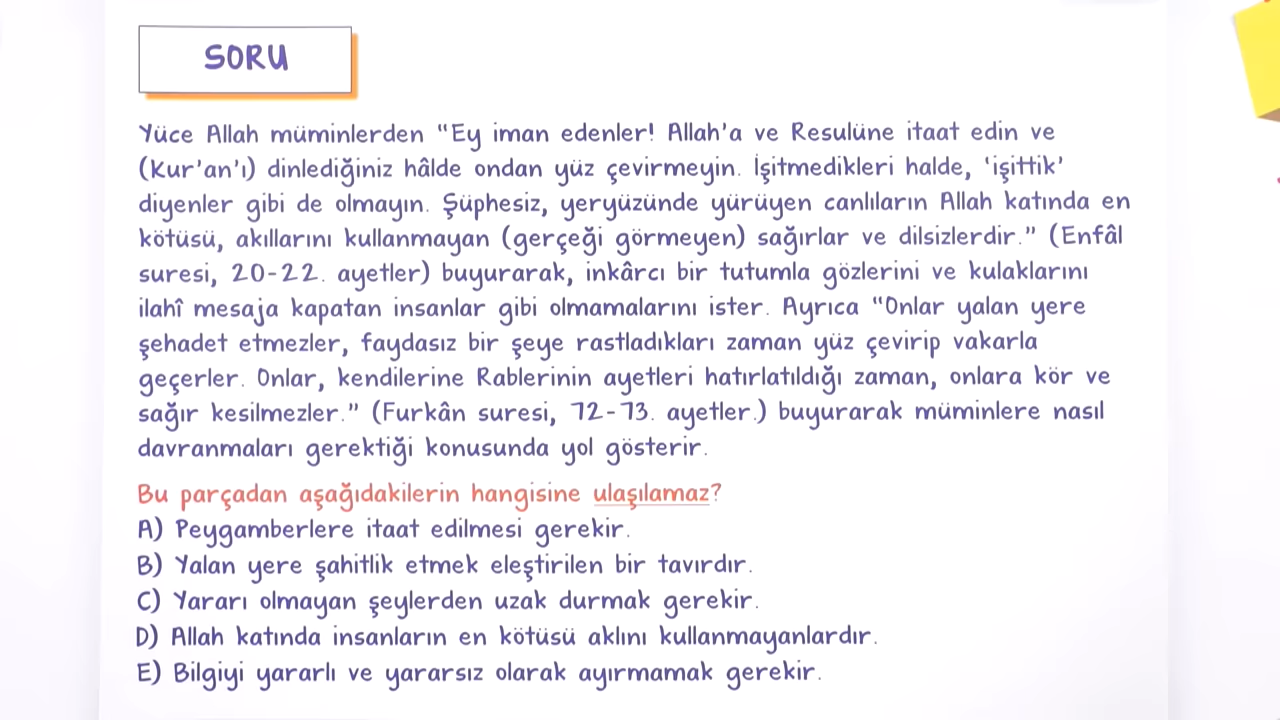 SORU
Yüce Allah müminlerden "Ey iman edenler! Allah'a ve Resulüne itaat edin ve
(Kur'an'ı) dinlediğiniz hâlde ondan yüz çevirmeyin. İşitmedikleri halde, 'işittik'
diyenler gibi de olmayın. Şüphesiz, yeryüzünde yürüyen canlıların Allah katında en
kötüsü, akıllarını kullanmayan (gerçeği görmeyen) sağırlar ve dilsizlerdir." (Enfâl
suresi, 20-22. ayetler) buyurarak, inkârcı bir tutumla gözlerini ve kulaklarını
ilahî mesaja kapatan insanlar gibi olmamalarını ister. Ayrıca "Onlar yalan yere
şehadet etmezler, faydasız bir şeye rastladıkları zaman yüz çevirip vakarla
geçerler. Onlar, kendilerine Rablerinin ayetleri hatırlatıldığı zaman, onlara kör ve
sağır kesilmezler." (Furkân suresi, 72-73. ayetler.) buyurarak müminlere nasıl
davranmaları gerektiği konusunda yol gösterir.
Bu parçadan aşağıdakilerin hangisine ulaşılamaz?
A) Peygamberlere itaat edilmesi gerekir.
B) Yalan yere şahitlik etmek eleştirilen bir tavırdır.
C) Yararı olmayan şeylerden uzak durmak gerekir.
D) Allah katında insanların en kötüsü aklını kullanmayanlardır.
E) Bilgiyi yararlı ve yararsız olarak ayırmamak gerekir.